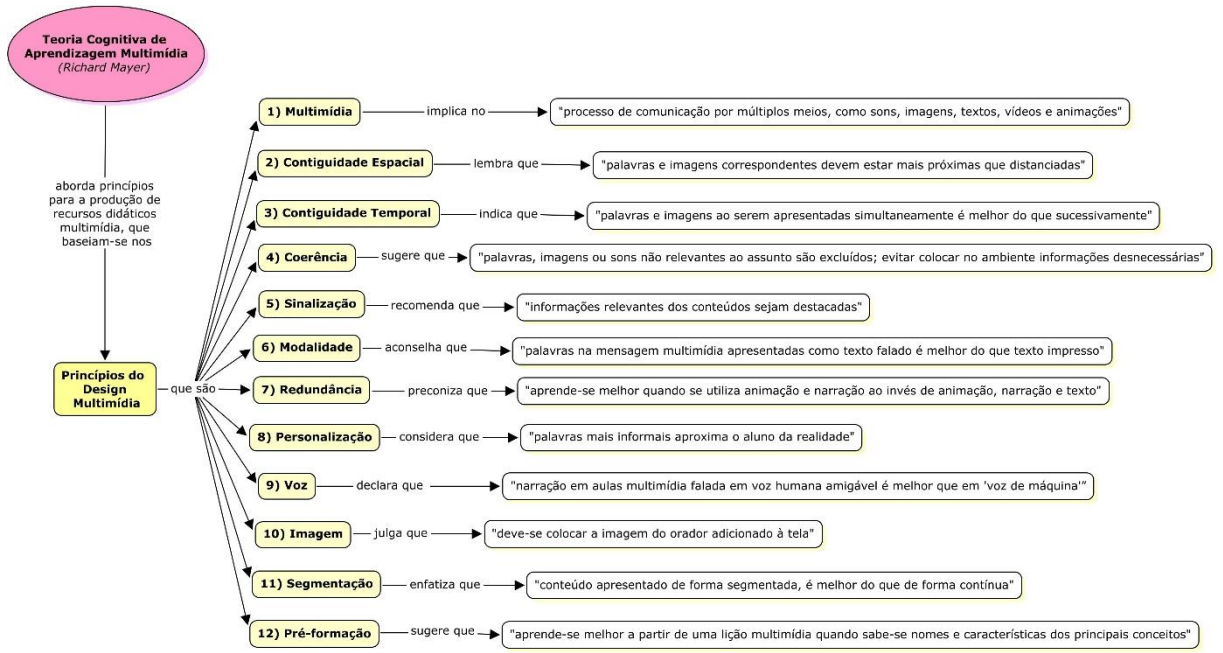 Teoria Cognitiva de
Aprendizagem Multimídia
(Richard Mayer)
aborda princípios
para a produção de
recursos didáticos
multimídia, que
baseiam-se nos
Princípios do
Design
Multimídia
que são
1) Multimídia implica no "processo de comunicação por múltiplos meios, como sons, imagens, textos, vídeos e animações"
2) Contiguidade Espacial lembra que "palavras e imagens correspondentes devem estar mais próximas que distanciadas"
3) Contiguidade Temporal indica que "palavras e imagens ao serem apresentadas simultaneamente é melhor do que sucessivamente"
4) Coerência sugere que "palavras, imagens ou sons não relevantes ao assunto são excluídos; evitar colocar no ambiente informações desnecessárias"
5) Sinalização recomenda que "informações relevantes dos conteúdos sejam destacadas"
6) Modalidade aconselha que "palavras na mensagem multimídia apresentadas como texto falado é melhor do que texto impresso"
7) Redundância preconiza que "aprende-se melhor quando se utiliza animação e narração ao invés de animação, narração e texto"
8) Personalização considera que "palavras mais informais aproxima o aluno da realidade"
9) Voz declara que "narração em aulas multimídia falada em voz humana amigável é melhor que em 'voz de máquina'"
10) Imagem julga que "deve-se colocar a imagem do orador adicionado à tela"
11) Segmentação enfatiza que "conteúdo apresentado de forma segmentada, é melhor do que de forma contínua"
12) Pré-formação sugere que "aprende-se melhor a partir de uma lição multimídia quando sabe-se nomes e características dos principais conceitos"